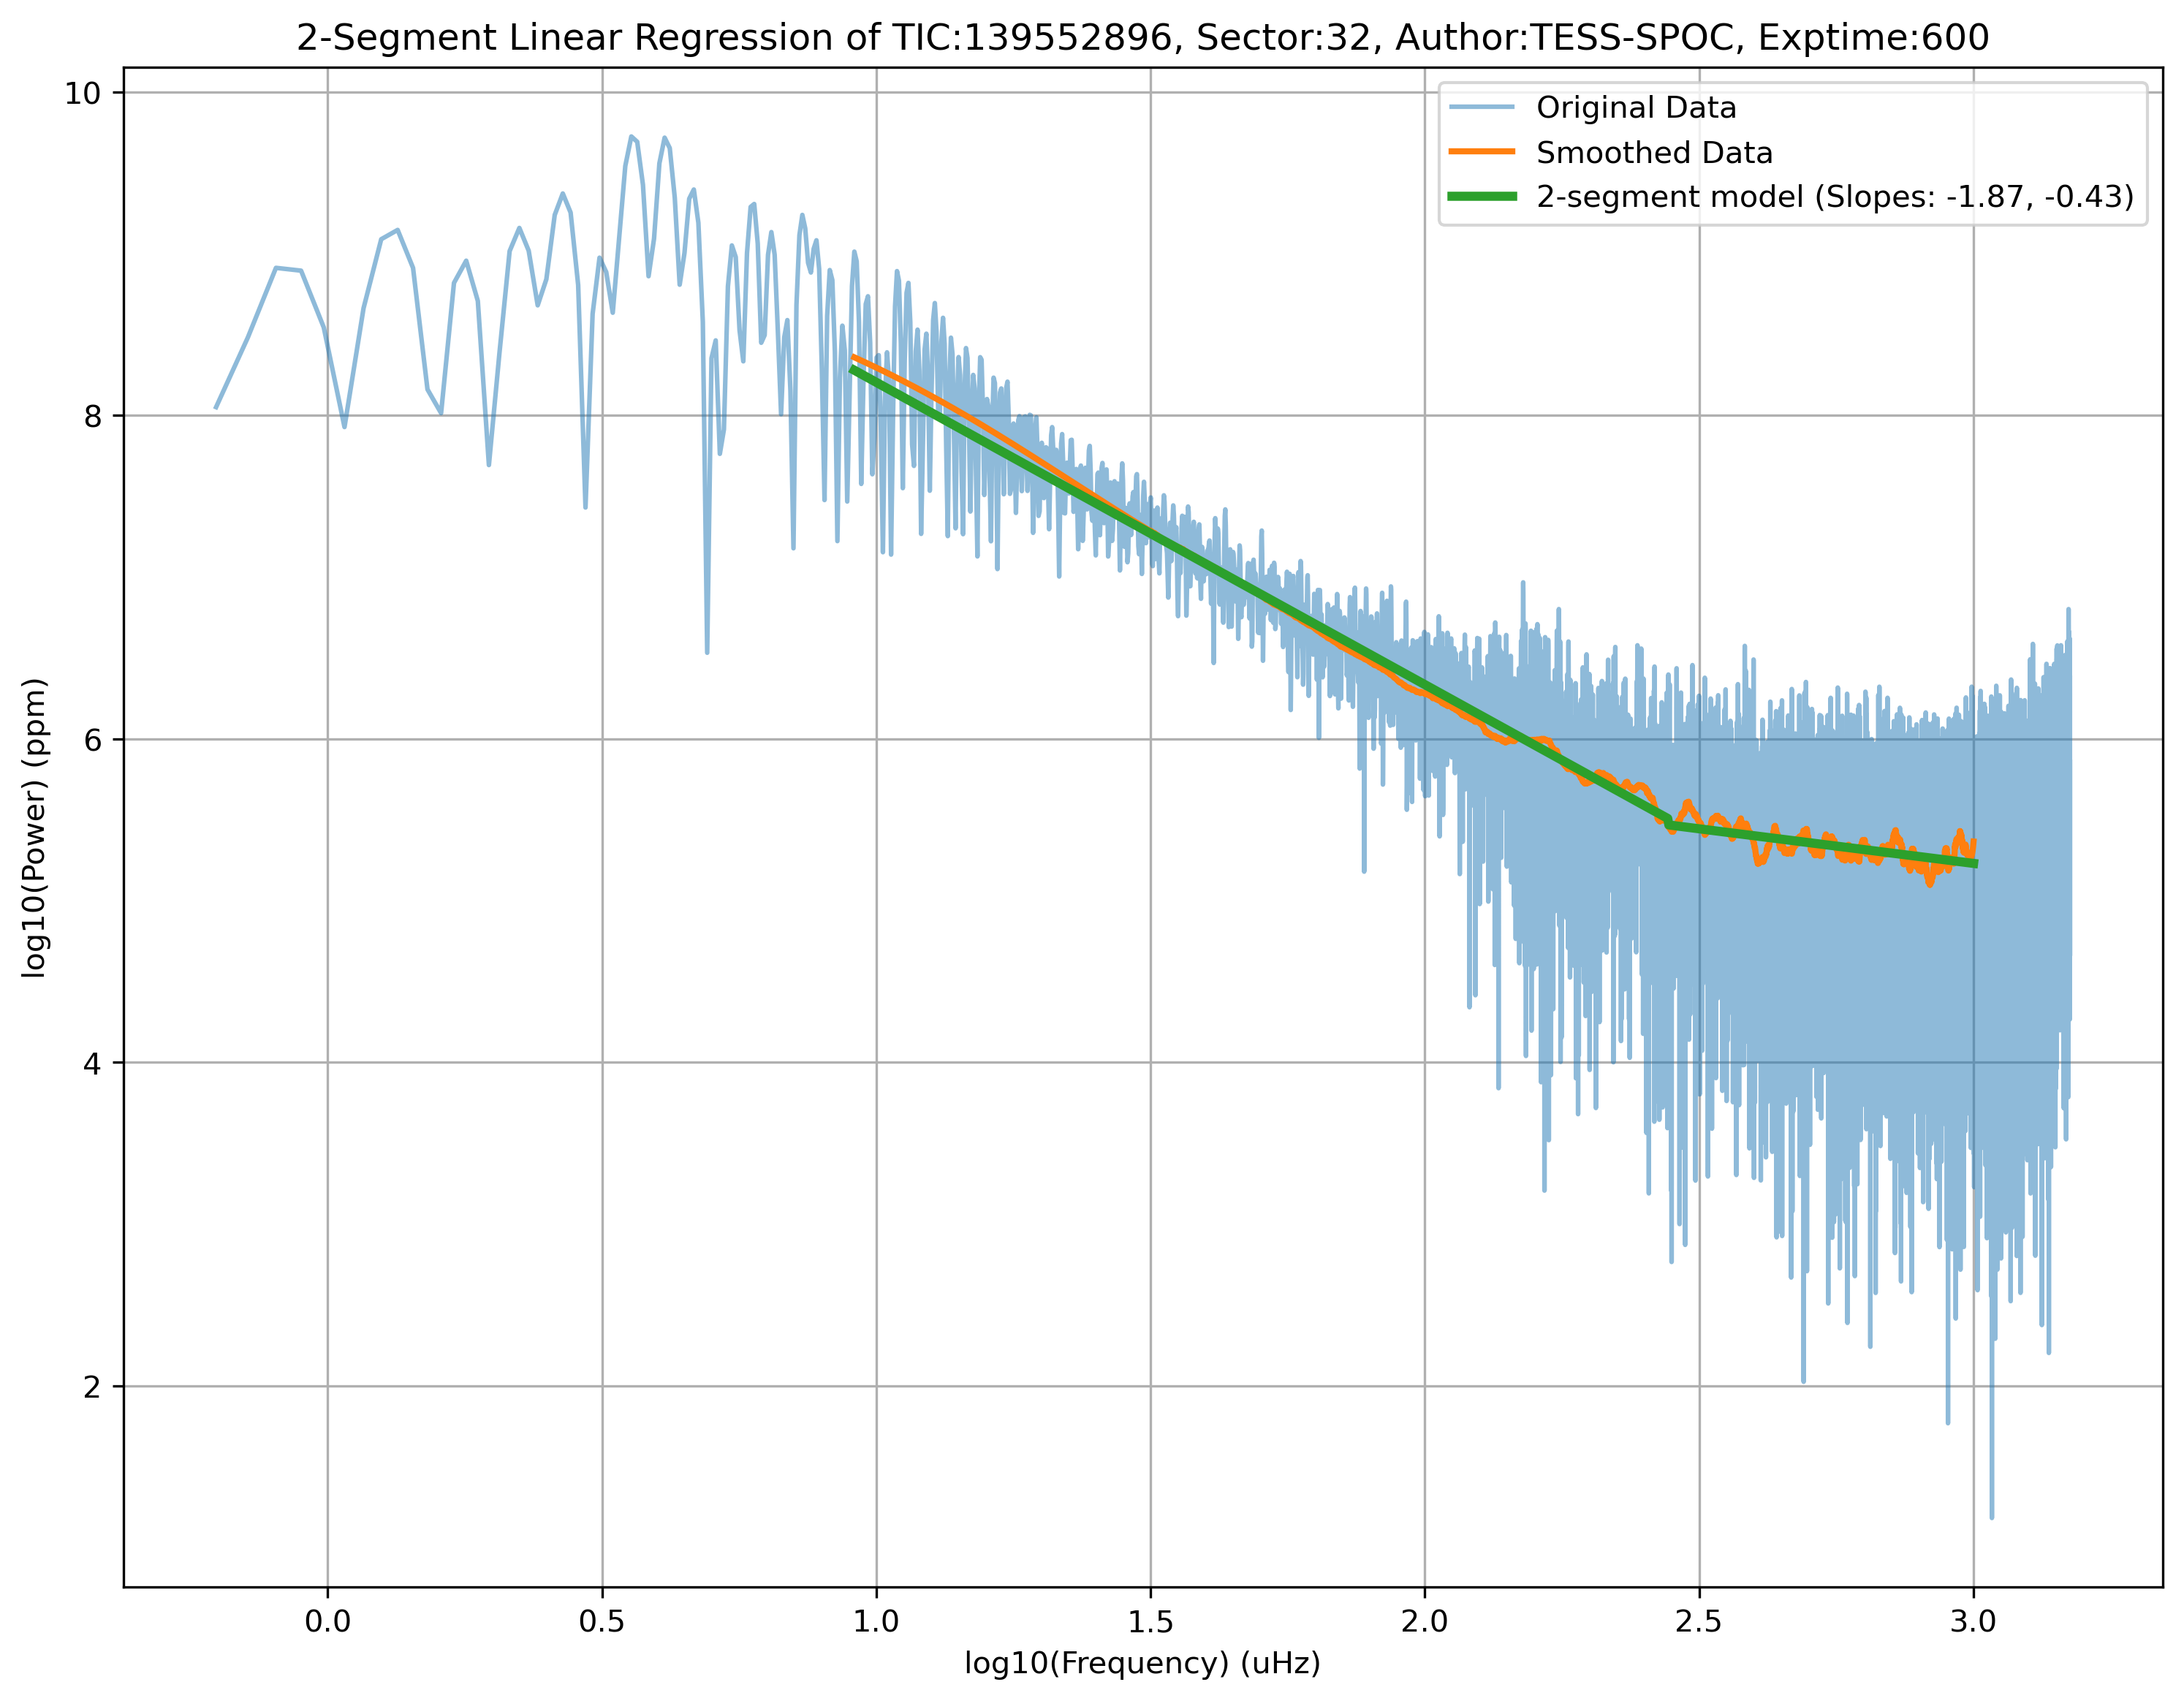 2-Segment Linear Regression of TIC:139552896, Sector:32, Author:TESS-SPOC, Exptime:600
Original Data
Smoothed Data
2-segment model (Slopes: -1.87, -0.43)
log10(Power) (ppm)
10
8
6
4
2
0.0 0.5 1.0 1.5 2.0 2.5 3.0
log10(Frequency) (uHz)